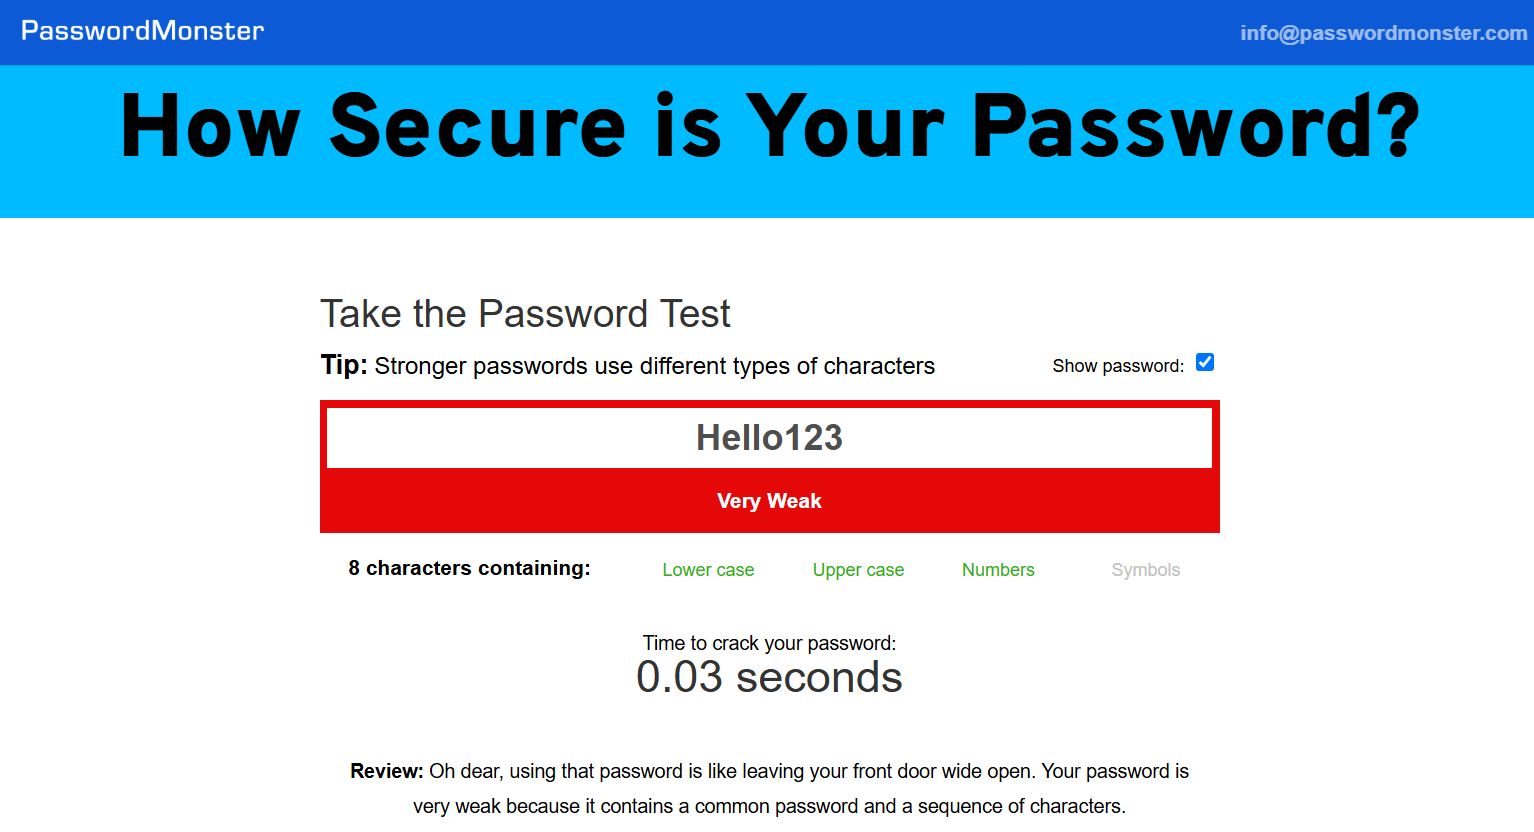 PasswordMonster
info@passwordmonster.com
How Secure is Your Password?
Take the Password Test
Tip: Stronger passwords use different types of characters
Show password:
Hello123
Very Weak
8 characters containing:
Lower case
Upper case
Numbers
Symbols
Time to crack your password:
0.03 seconds
Review: Oh dear, using that password is like leaving your front door wide open. Your password is
very weak because it contains a common password and a sequence of characters.